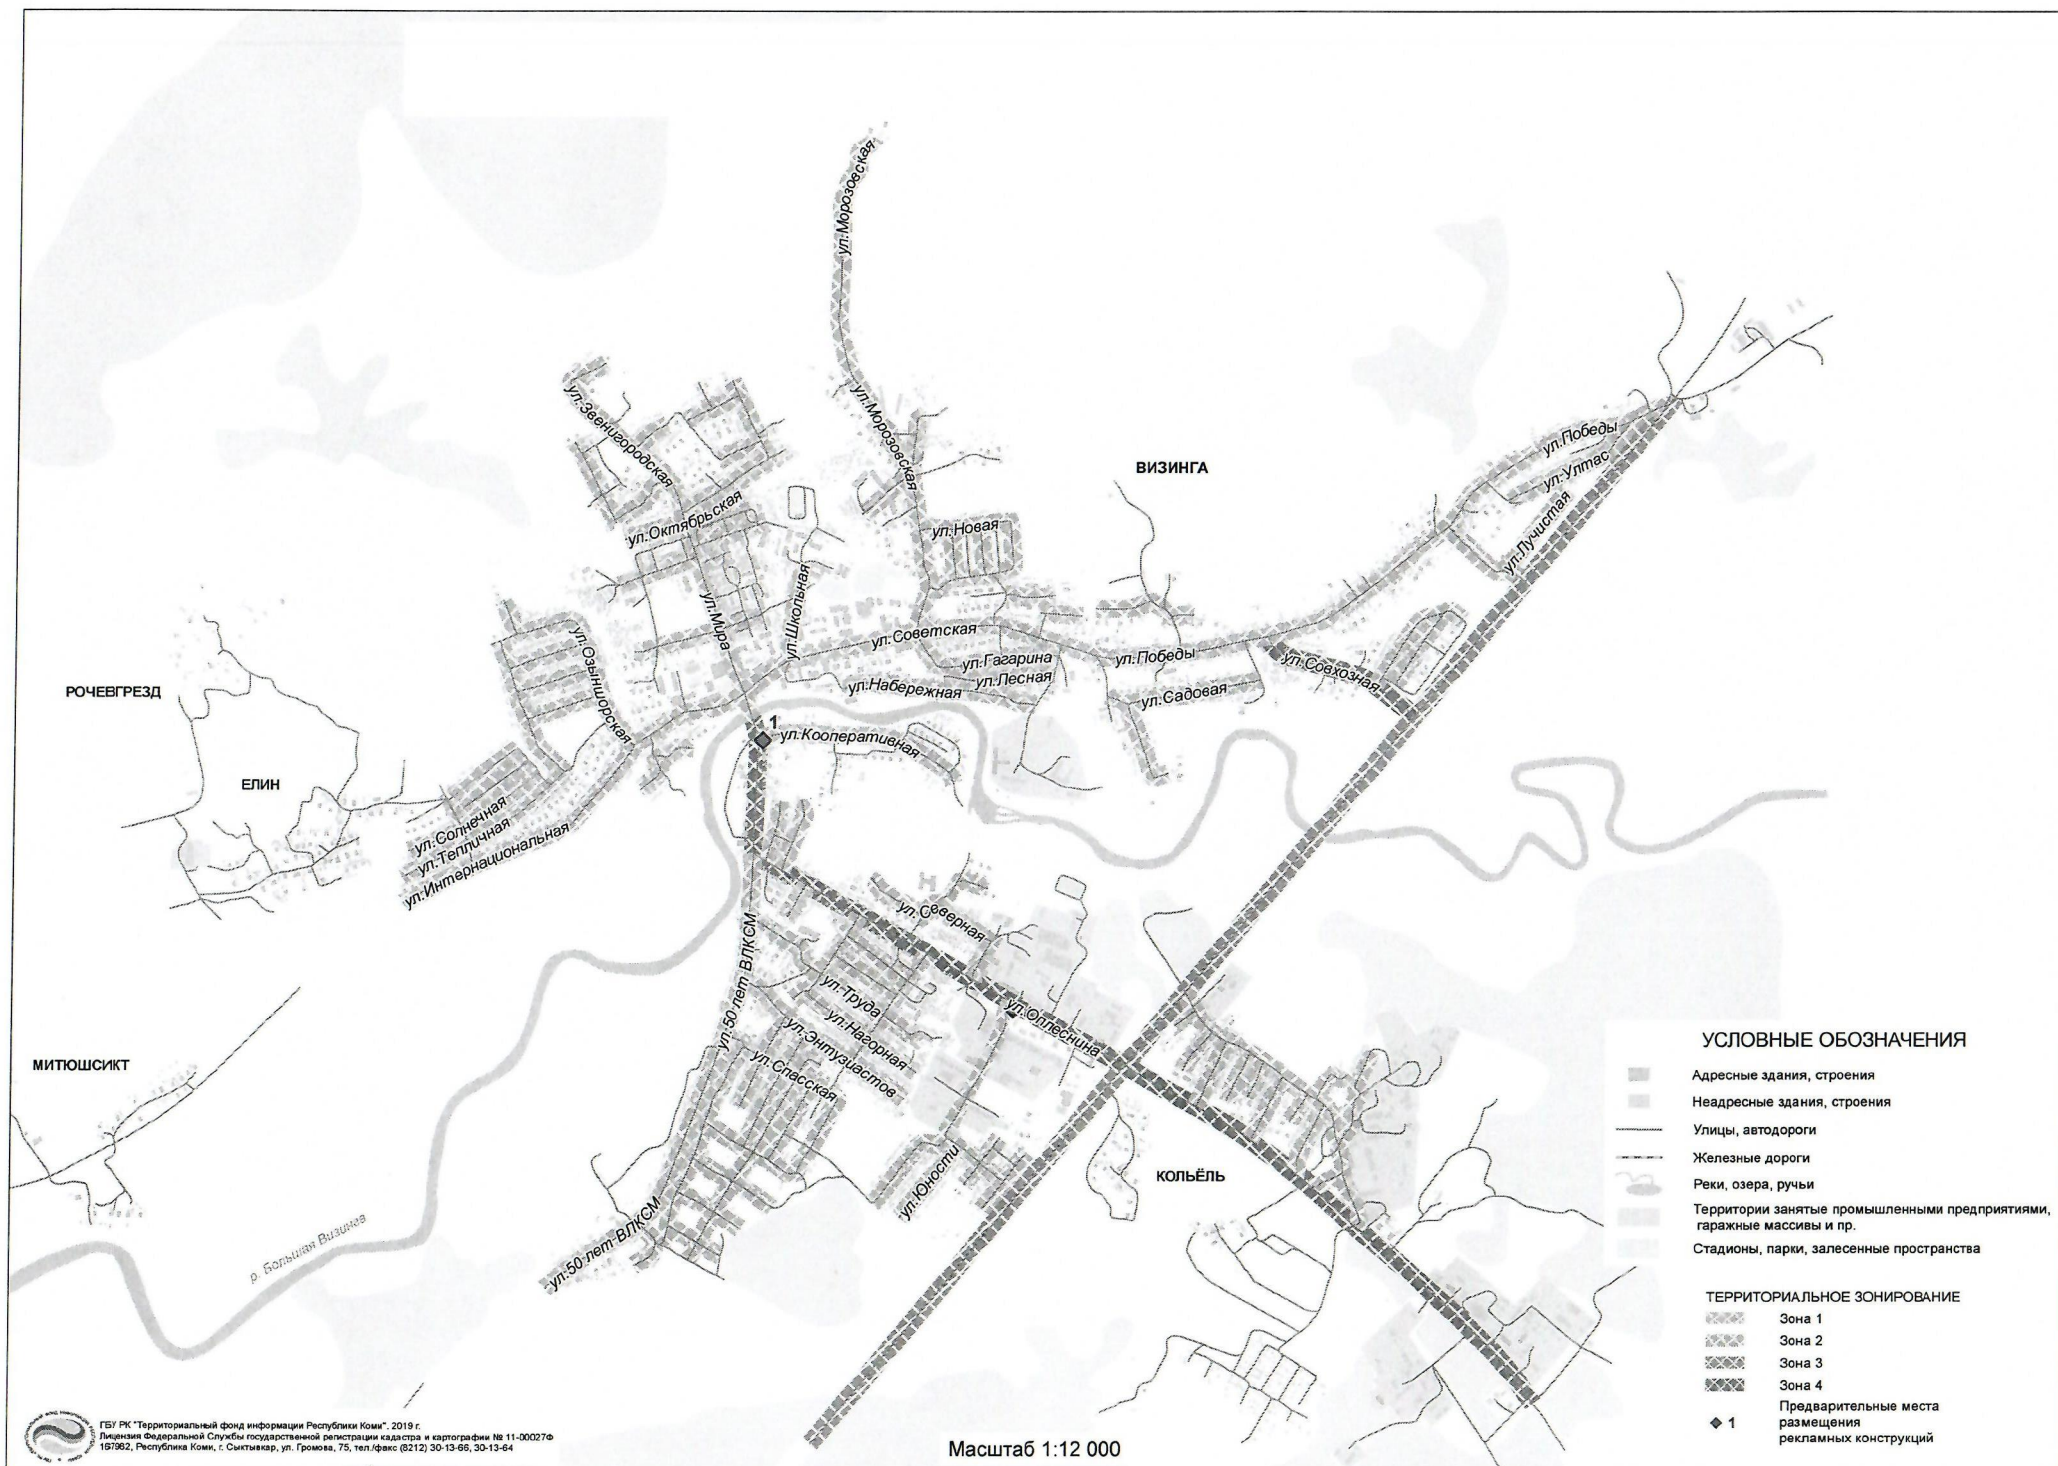 ул.Морозовская
ул.Звенигородская
ул.Морозовская
ВИЗИНГА
ул.Победы
ул.Ултас
ул.Октябрьская
ул.Новая
ул.Лучистая
ул.Школьная
ул.Мира
ул.Советская
ул.Озыншорская
ул.Гагарина
ул.Победы
ул.Совхозная
РОЧЕВГРЕЗД
ул.Лесная
ул.Набережная
ул.Садовая
1
ул.Кооперативная
ЕЛИН
ул.Солнечная
ул.Тепличная
ул.Интернациональная
ул.Северная
ул.50 лет ВЛКСМ
ул.Труда
ул.Оплеснина
ул.Нагорная
ул.Энтузиастов
ул.Спасская
МИТЮШСИКТ
КОЛЬЁЛЬ
ул.Юности
ул.50 лет ВЛКСМ
р. Большая Визинга
УСЛОВНЫЕ ОБОЗНАЧЕНИЯ
Адресные здания, строения
Неадресные здания, строения
Улицы, автодороги
Железные дороги
Реки, озера, ручьи
Территории занятые промышленными предприятиями,
гаражные массивы и пр.
Стадионы, парки, залесенные пространства
ТЕРРИТОРИАЛЬНОЕ ЗОНИРОВАНИЕ
Зона 1
Зона 2
Зона 3
Зона 4
1 Предварительные места
размещения
рекламных конструкций
ГБУ РК "Территориальный фонд информации Республики Коми", 2019 г.
Лицензия Федеральной Службы государственной регистрации кадастра и картографии № 11-00027Ф
167982, Республика Коми, г. Сыктывкар, ул. Громова, 75, тел./факс (8212) 30-13-66, 30-13-64
Масштаб 1:12 000